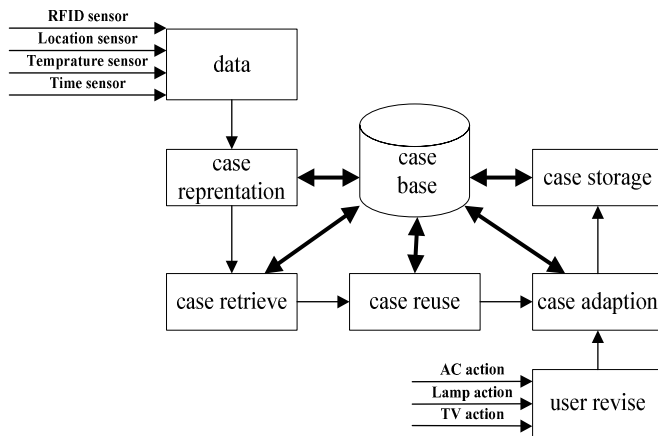 RFID sensor
Location sensor
Temprature sensor
Time sensor
data
case
reprentation
case
base
case storage
case retrieve
case reuse
case adaption
AC action
Lamp action
TV action
user revise